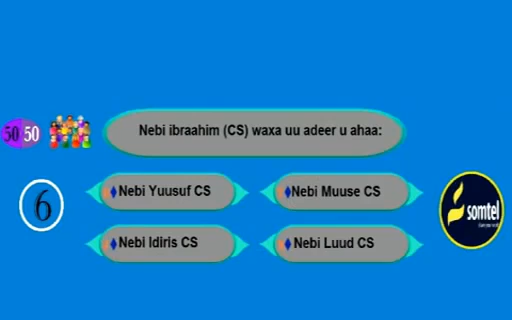 50 50
Nebi ibraahim (CS) waxa uu adeer u ahaa:
6
Nebi Yuusuf CS
Nebi Muuse CS
somtel
Nebi Idiris CS
Nebi Luud CS